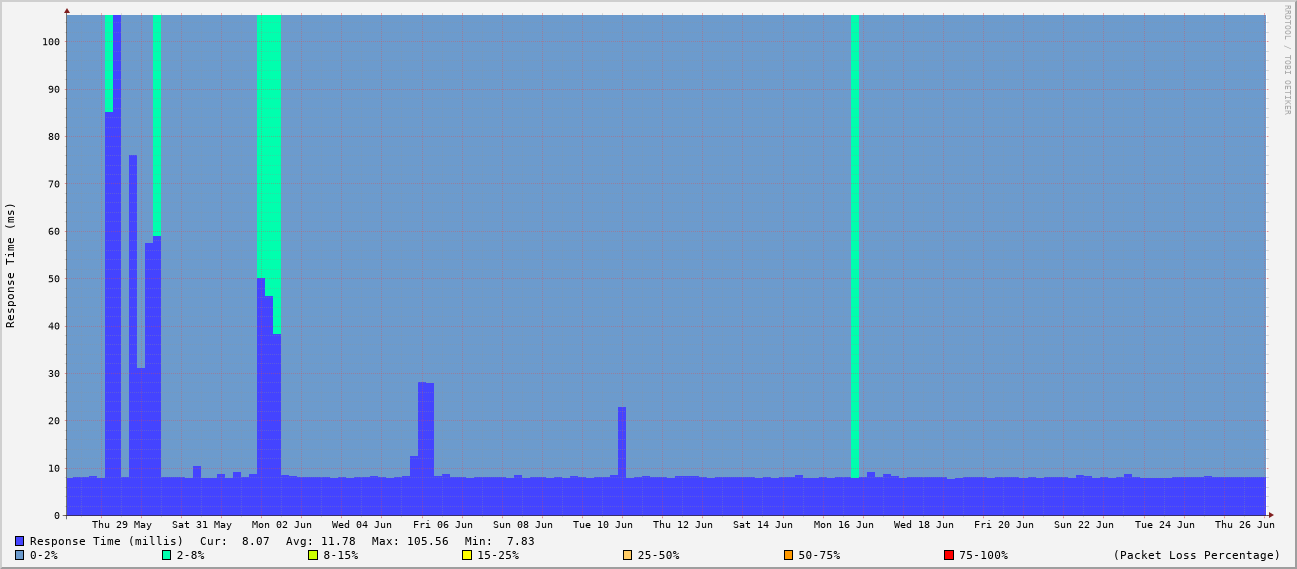 RRDTOOL / TOBI OETIKER
Response Time (ms)
100
90
80
70
60
50
40
30
20
10
0
Thu 29 May Sat 31 May Mon 02 Jun Wed 04 Jun Fri 06 Jun Sun 08 Jun Tue 10 Jun Thu 12 Jun Sat 14 Jun Mon 16 Jun Wed 18 Jun Fri 20 Jun Sun 22 Jun Tue 24 Jun Thu 26 Jun
Response Time (millis) Cur: 8.07 Avg: 11.78 Max: 105.56 Min: 7.83
0-2% 2-8% 8-15% 15-25% 25-50% 50-75% 75-100% (Packet Loss Percentage)